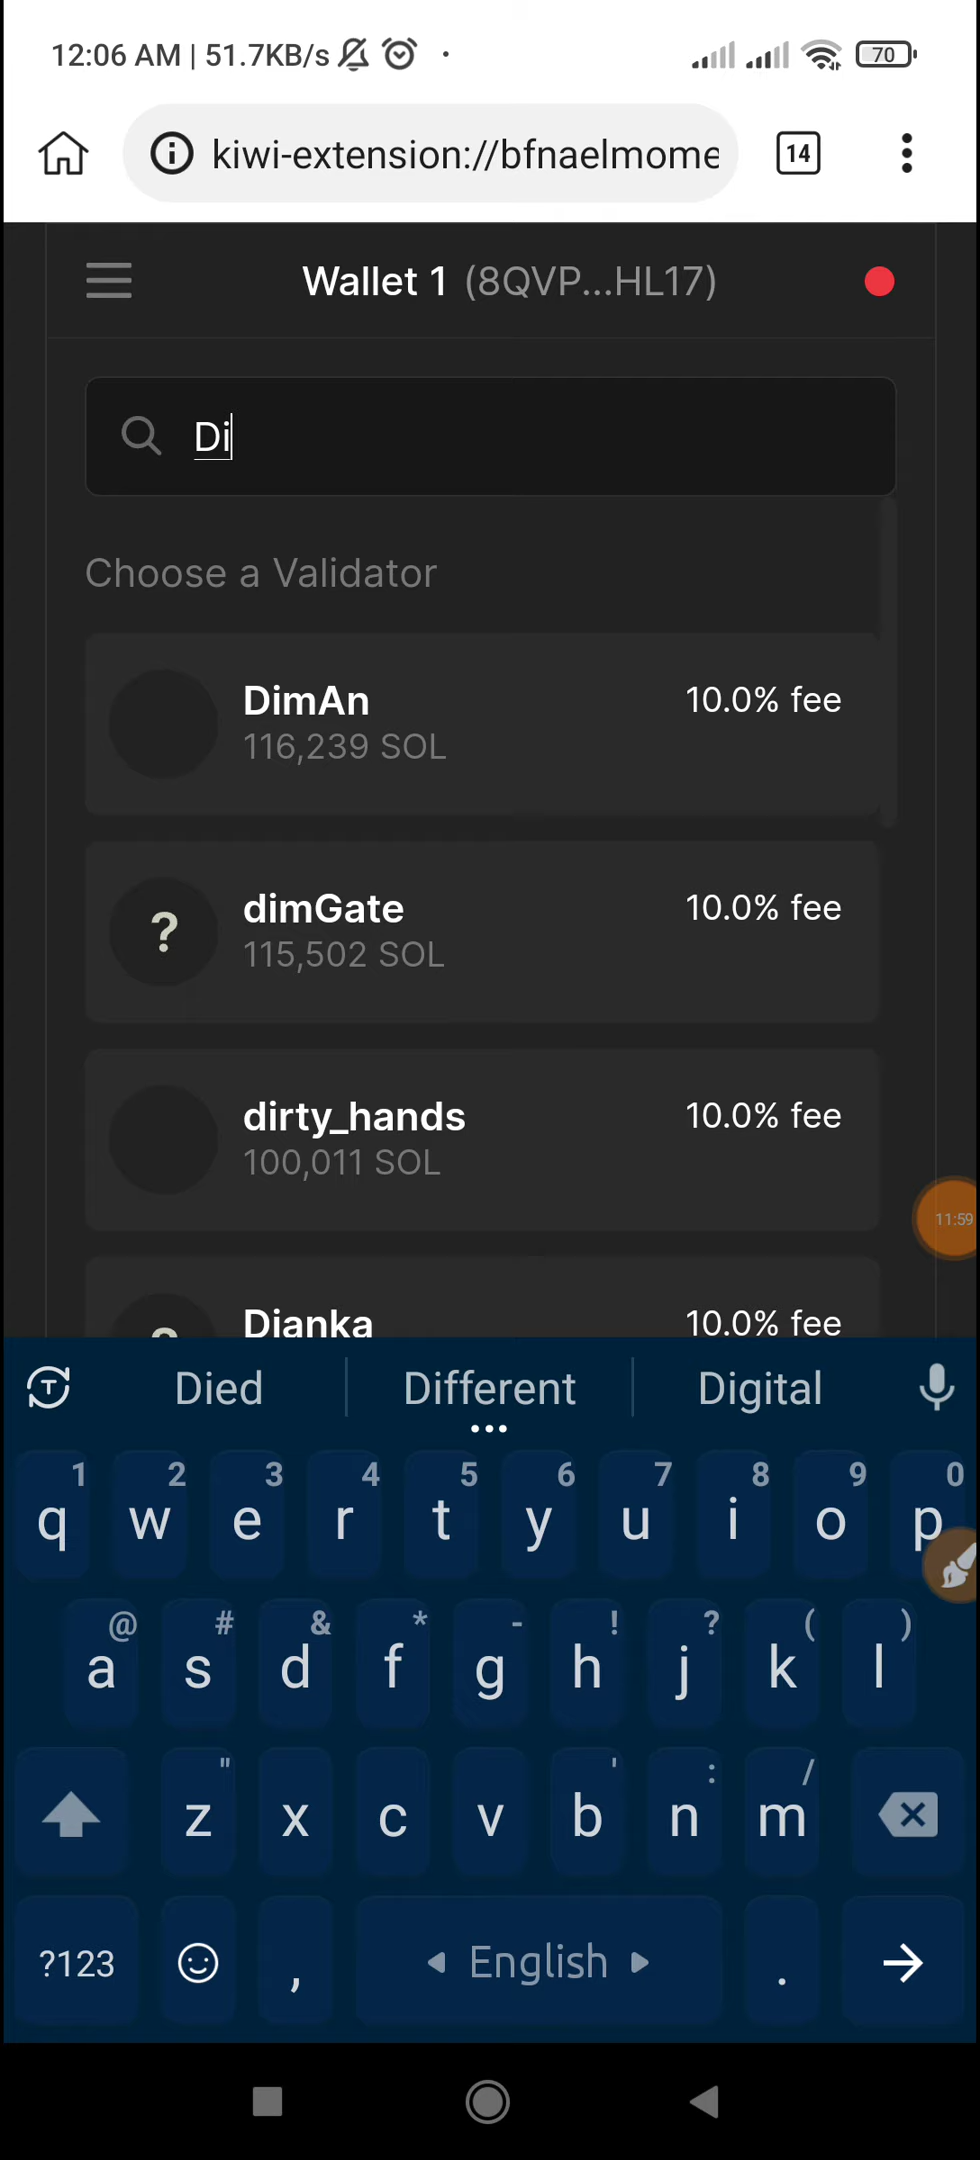 12:06 AM | 51.7KB/s 70
kiwi-extension://bfnaelmome 14
Wallet 1 (8QVP...HL17)
Di
Choose a Validator
DimAn 10.0% fee
116,239 SOL
? dimGate 10.0% fee
115,502 SOL
dirty_hands 10.0% fee
100,011 SOL
11:59
? Dianka 10.0% fee
T Died Different Digital
1 2 3 4 5 6 7 8 9 0
q w e r t y u i o p
@ # & * - ! ? ( )
a s d f g h j k l
" ' : /
z x c v b n m
?123 , English .